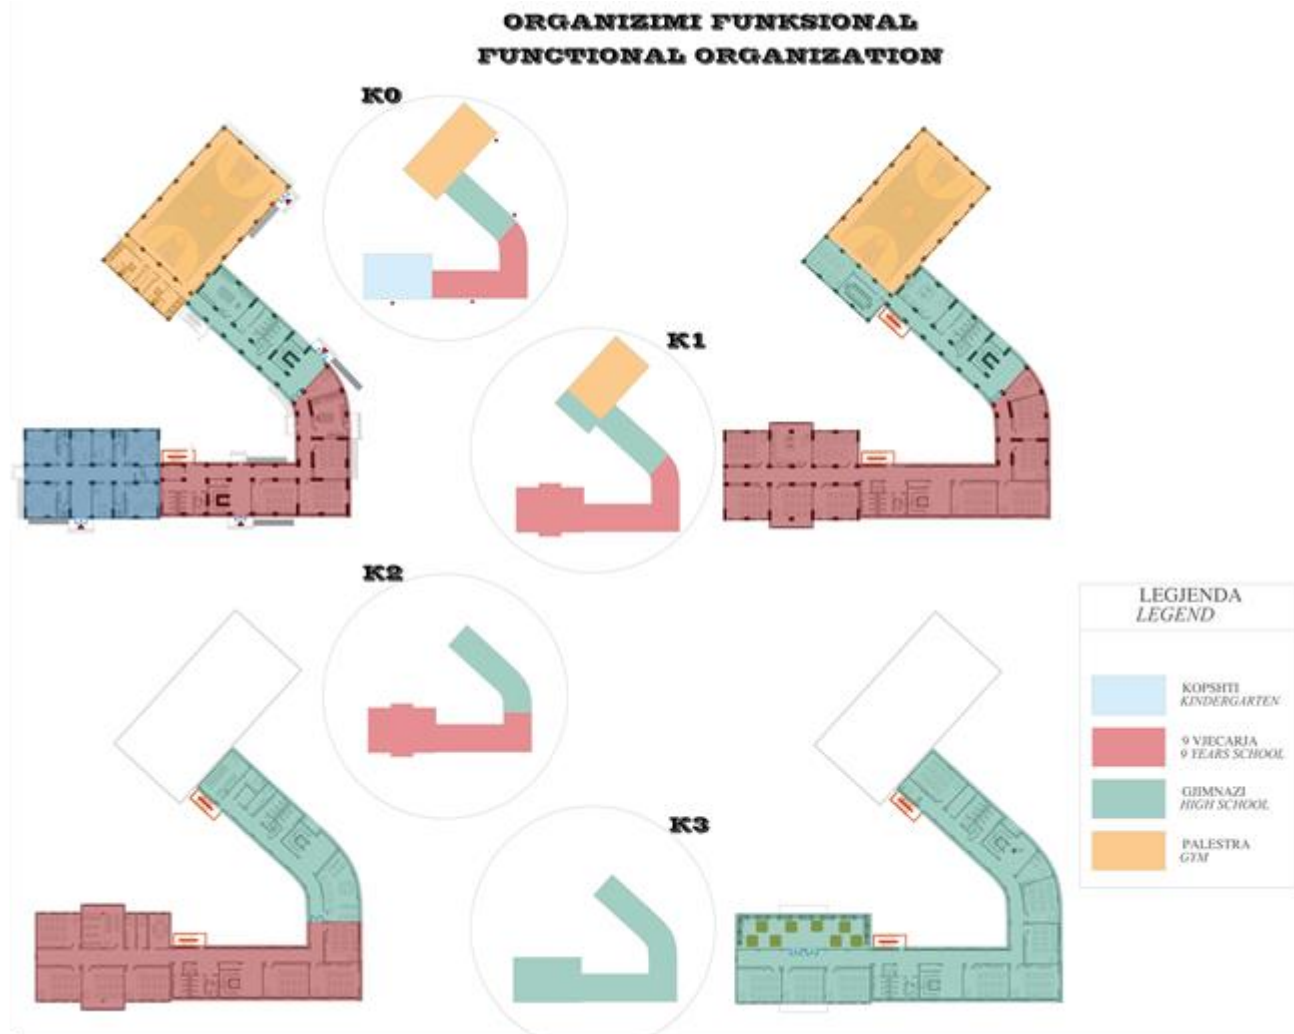 ORGANIZIMI FUNKSIONAL
FUNCTIONAL ORGANIZATION
K0
K1
K2
K3
LEGJENDA
LEGEND
KOPSHTI
KINDERGARTEN
9 VJECARJA
9 YEARS SCHOOL
GJIMNAZI
HIGH SCHOOL
PALESTRA
GYM